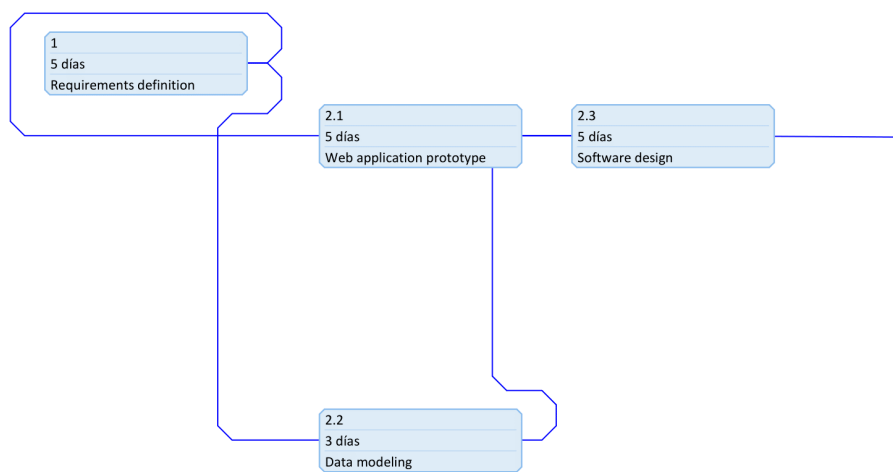 1
5 días
Requirements definition
2.1
5 días
Web application prototype
2.3
5 días
Software design
2.2
3 días
Data modeling